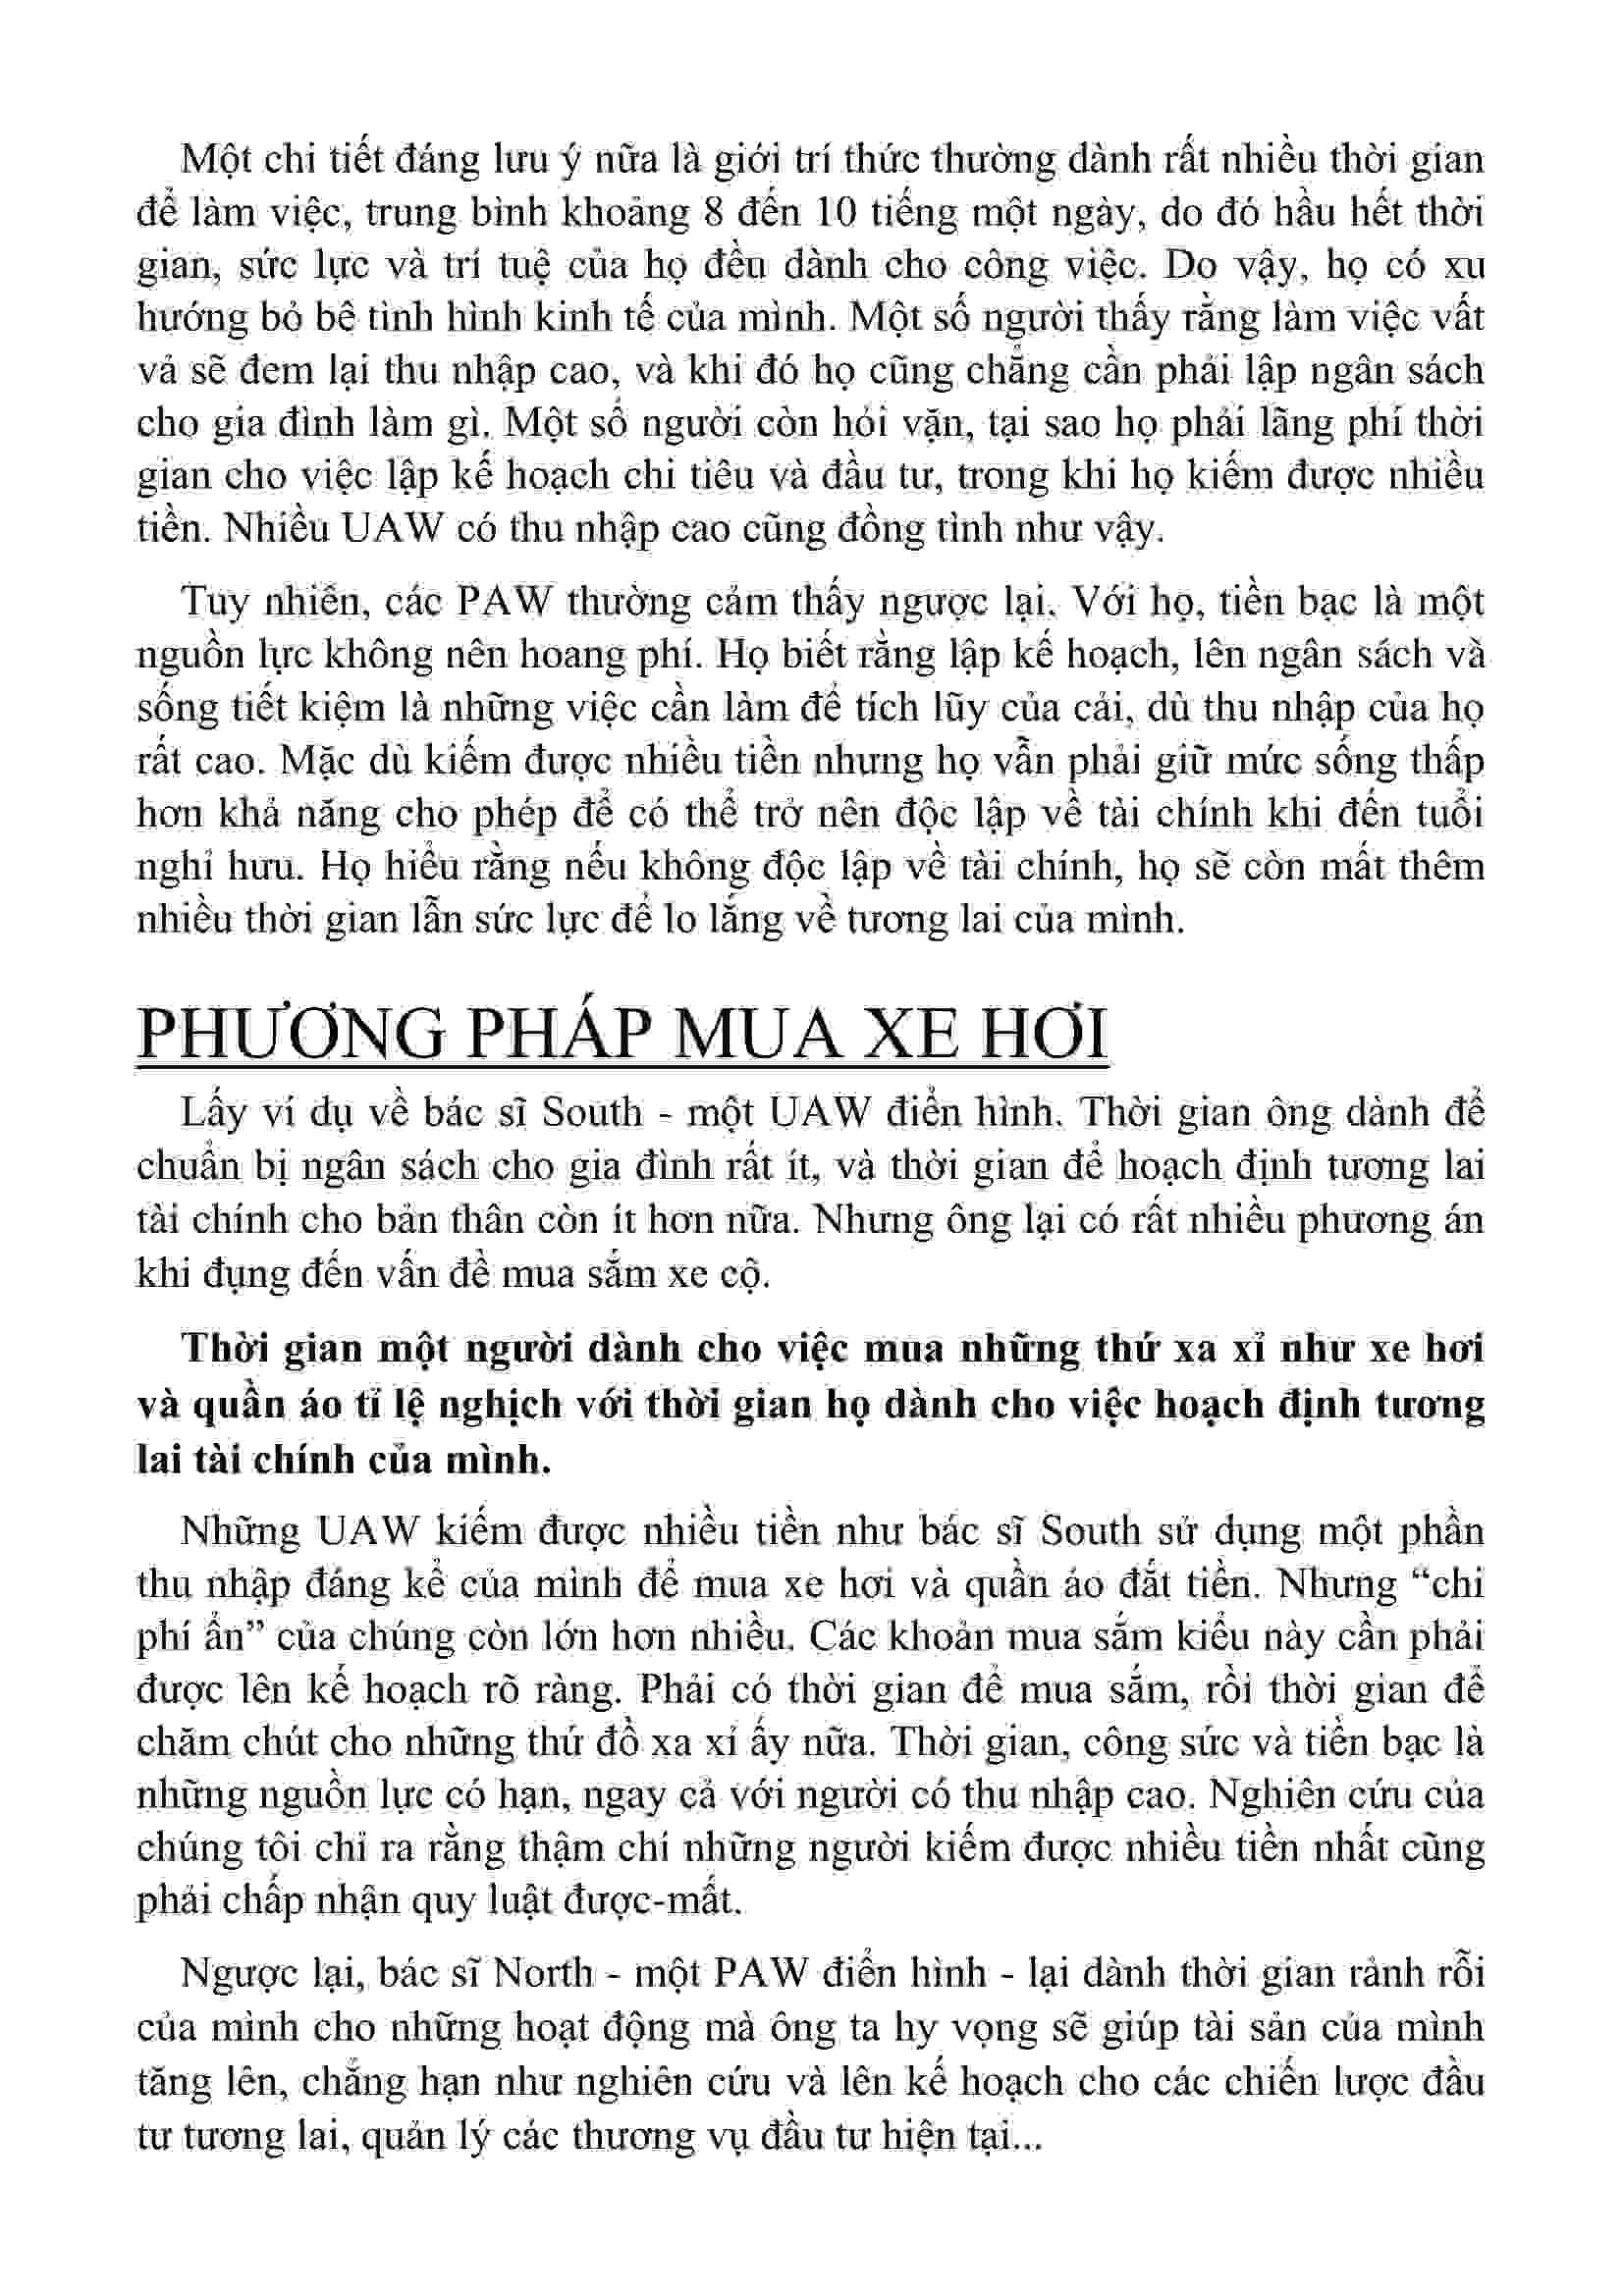 Một chi tiết đáng lưu ý nữa là giới trí thức thường dành rất nhiều thời gian
để làm việc, trung bình khoảng 8 đến 10 tiếng một ngày, do đó hầu hết thời
gian, sức lực và trí tuệ của họ đều dành cho công việc. Do vậy, họ có xu
hướng bỏ bê tình hình kinh tế của mình. Một số người thấy rằng làm việc vất
vả sẽ đem lại thu nhập cao, và khi đó họ cũng chẳng cần phải lập ngân sách
cho gia đình làm gì. Một số người còn hỏi vặn, tại sao họ phải lãng phí thời
gian cho việc lập kế hoạch chi tiêu và đầu tư, trong khi họ kiếm được nhiều
tiền. Nhiều UAW có thu nhập cao cũng đồng tình như vậy.
Tuy nhiên, các PAW thường cảm thấy ngược lại. Với họ, tiền bạc là một
nguồn lực không nên hoang phí. Họ biết rằng lập kế hoạch, lên ngân sách và
sống tiết kiệm là những việc cần làm để tích lũy của cải, dù thu nhập của họ
rất cao. Mặc dù kiếm được nhiều tiền nhưng họ vẫn phải giữ mức sống thấp
hơn khả năng cho phép để có thể trở nên độc lập về tài chính khi đến tuổi
nghỉ hưu. Họ hiểu rằng nếu không độc lập về tài chính, họ sẽ còn mất thêm
nhiều thời gian lẫn sức lực để lo lắng về tương lai của mình.
PHƯƠNG PHÁP MUA XE HƠI
Lấy ví dụ về bác sĩ South - một UAW điển hình. Thời gian ông dành để
chuẩn bị ngân sách cho gia đình rất ít, và thời gian để hoạch định tương lai
tài chính cho bản thân còn ít hơn nữa. Nhưng ông lại có rất nhiều phương án
khi đụng đến vấn đề mua sắm xe cộ.
Thời gian một người dành cho việc mua những thứ xa xỉ như xe hơi
và quần áo tỉ lệ nghịch với thời gian họ dành cho việc hoạch định tương
lai tài chính của mình.
Những UAW kiếm được nhiều tiền như bác sĩ South sử dụng một phần
thu nhập đáng kể của mình để mua xe hơi và quần áo đắt tiền. Nhưng “chi
phí ẩn” của chúng còn lớn hơn nhiều. Các khoản mua sắm kiểu này cần phải
được lên kế hoạch rõ ràng. Phải có thời gian để mua sắm, rồi thời gian để
chăm chút cho những thứ đồ xa xỉ ấy nữa. Thời gian, công sức và tiền bạc là
những nguồn lực có hạn, ngay cả với người có thu nhập cao. Nghiên cứu của
chúng tôi chỉ ra rằng thậm chí những người kiếm được nhiều tiền nhất cũng
phải chấp nhận quy luật được-mất.
Ngược lại, bác sĩ North - một PAW điển hình - lại dành thời gian rảnh rỗi
của mình cho những hoạt động mà ông ta hy vọng sẽ giúp tài sản của mình
tăng lên, chẳng hạn như nghiên cứu và lên kế hoạch cho các chiến lược đầu
tư tương lai, quản lý các thương vụ đầu tư hiện tại...